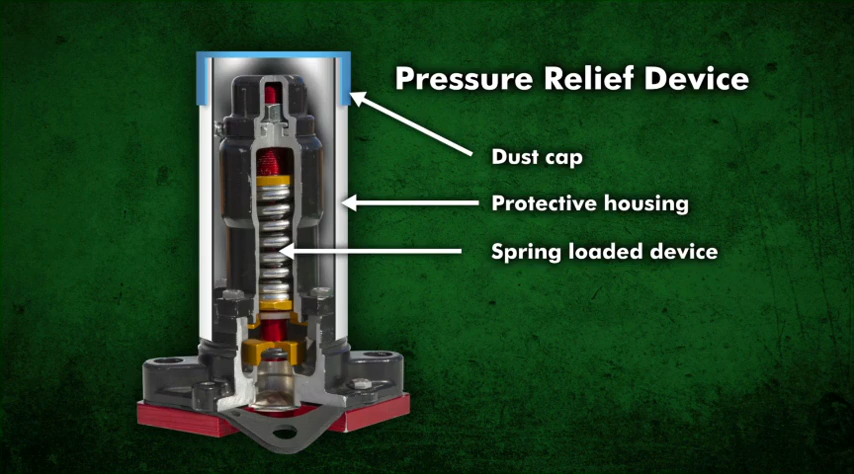 Pressure Relief Device
Dust cap
Protective housing
Spring loaded device